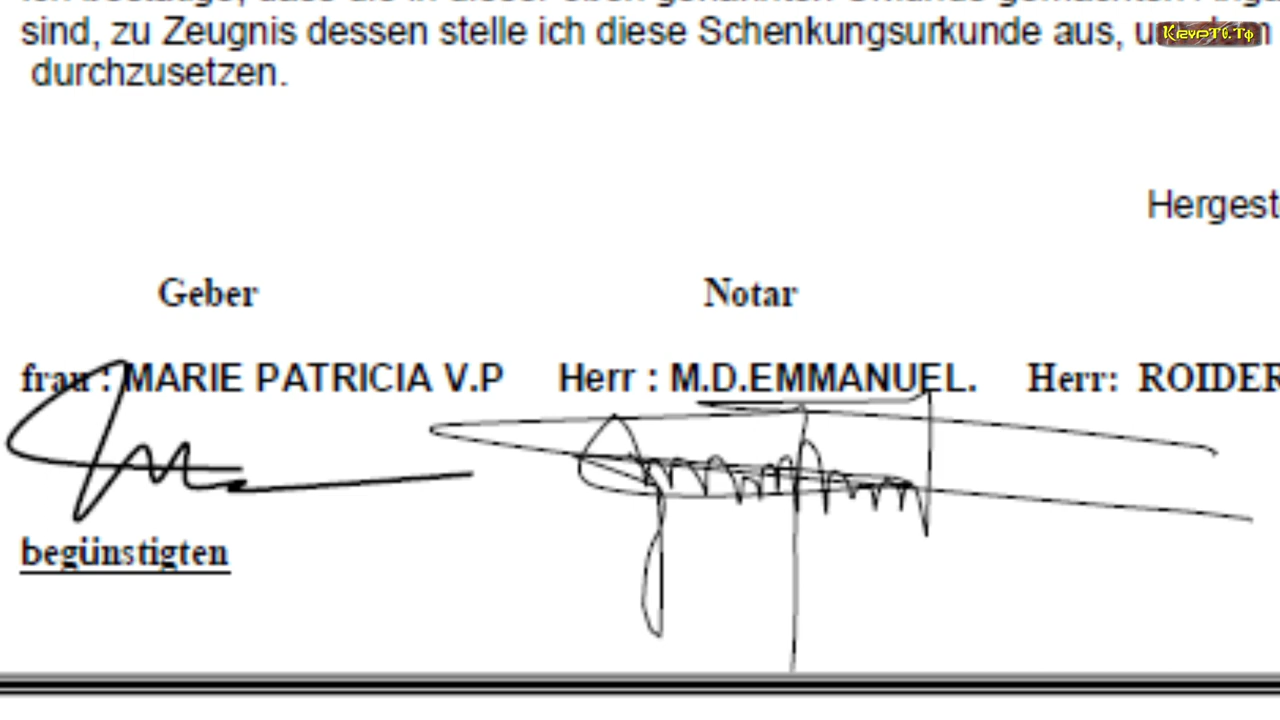 sind, zu Zeugnis dessen stelle ich diese Schenkungsurkunde aus, um
durchzusetzen.
Hergest
Geber Notar
frau : MARIE PATRICIA V.P Herr : M.D.EMMANUEL. Herr: ROIDER
begünstigten